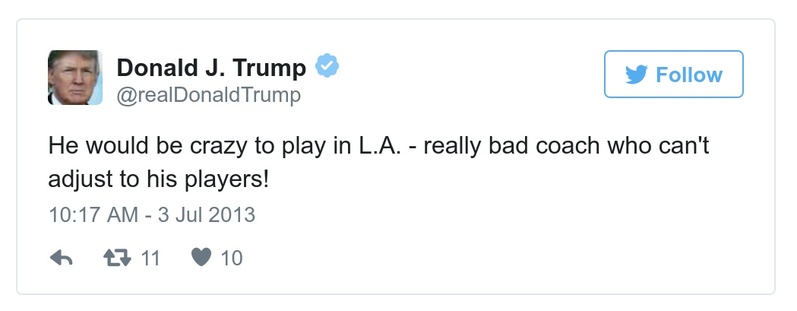 Donald J. Trump
@realDonaldTrump
Follow
He would be crazy to play in L.A. - really bad coach who can't
adjust to his players!
10:17 AM - 3 Jul 2013
11 10